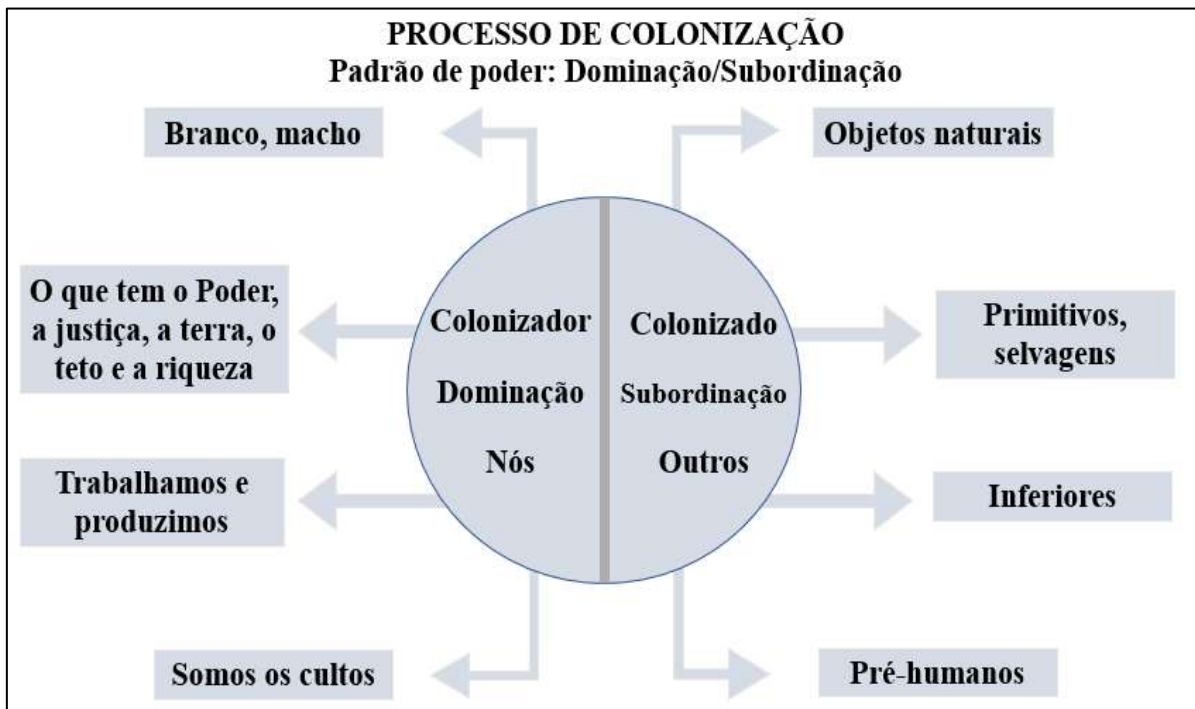 PROCESSO DE COLONIZAÇÃO
Padrão de poder: Dominação/Subordinação
Branco, macho
Objetos naturais
O que tem o Poder,
a justiça, a terra, o
teto e a riqueza
Colonizador
Dominação
Nós
Colonizado
Subordinação
Outros
Primitivos,
selvagens
Trabalhamos e
produzimos
Inferiores
Somos os cultos
Pré-humanos